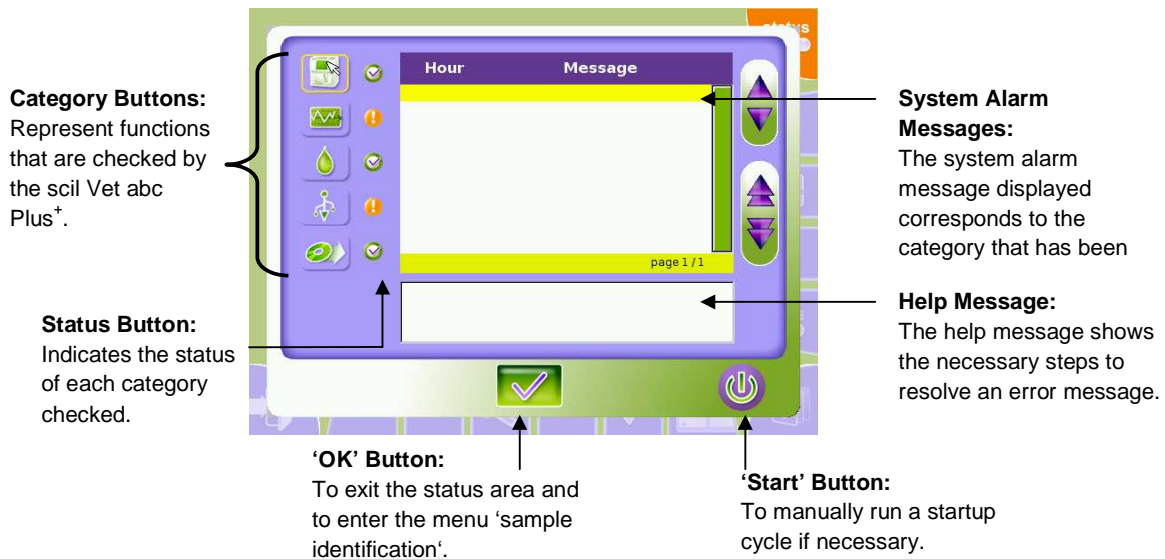 status
Hour Message
page 1 / 1
Category Buttons:
Represent functions
that are checked by
the scil Vet abc
Plus+.
Status Button:
Indicates the status
of each category
checked.
System Alarm
Messages:
The system alarm
message displayed
corresponds to the
category that has been
Help Message:
The help message shows
the necessary steps to
resolve an error message.
‘OK’ Button:
To exit the status area and
to enter the menu ‘sample
identification‘.
‘Start’ Button:
To manually run a startup
cycle if necessary.